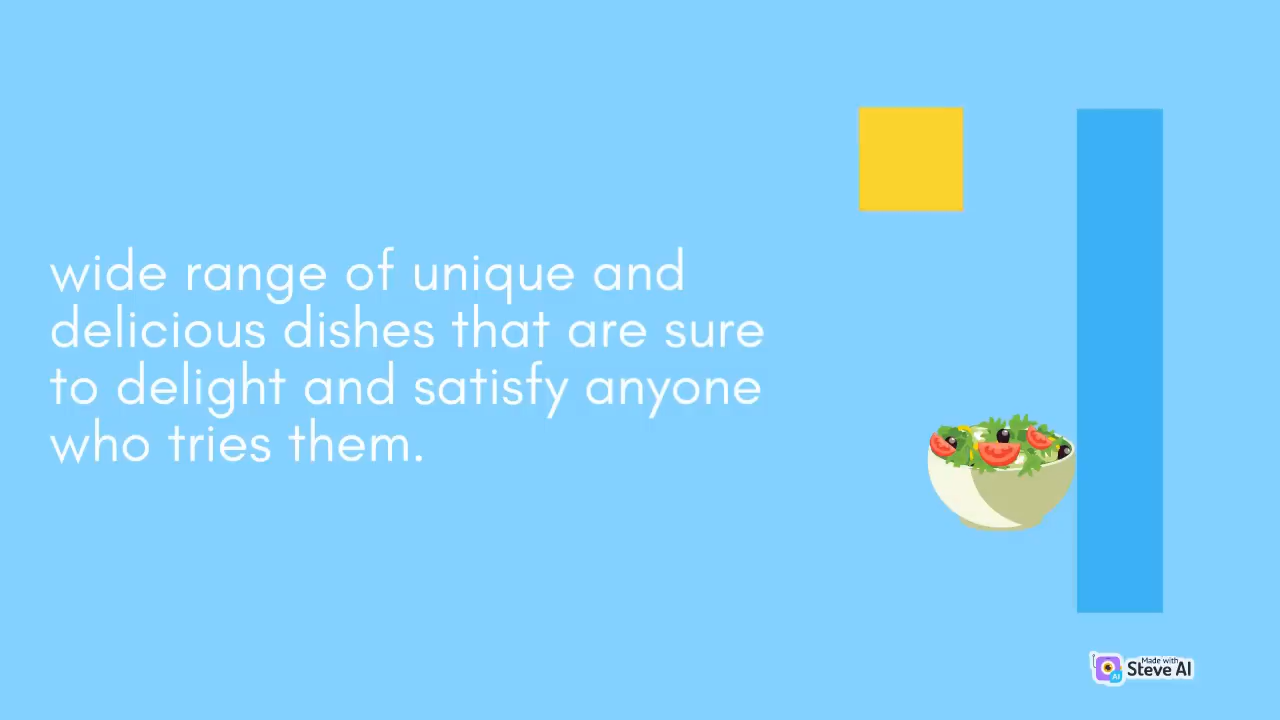 wide range of unique and
delicious dishes that are sure
to delight and satisfy anyone
who tries them.
Made with
Steve AI
AI